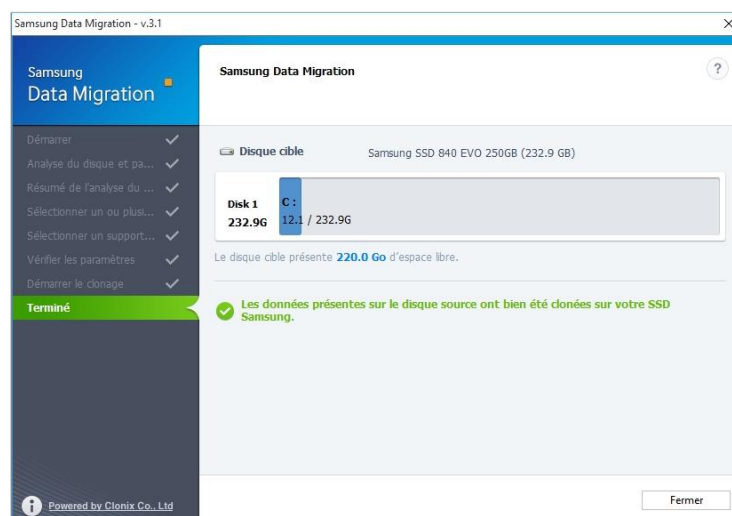 Samsung Data Migration - v.3.1
Samsung
Data Migration
Démarrer
Analyse du disque et pa...
Résumé de l'analyse du ...
Sélectionner un ou plusi...
Sélectionner un support...
Vérifier les paramètres
Démarrer le clonage
Terminé
Powered by Clonix Co., Ltd
Samsung Data Migration
?
Disque cible Samsung SSD 840 EVO 250GB (232.9 GB)
Disk 1
232.9G
C :
12.1 / 232.9G
Le disque cible présente 220.0 Go d'espace libre.
Les données présentes sur le disque source ont bien été clonées sur votre SSD
Samsung.
Fermer